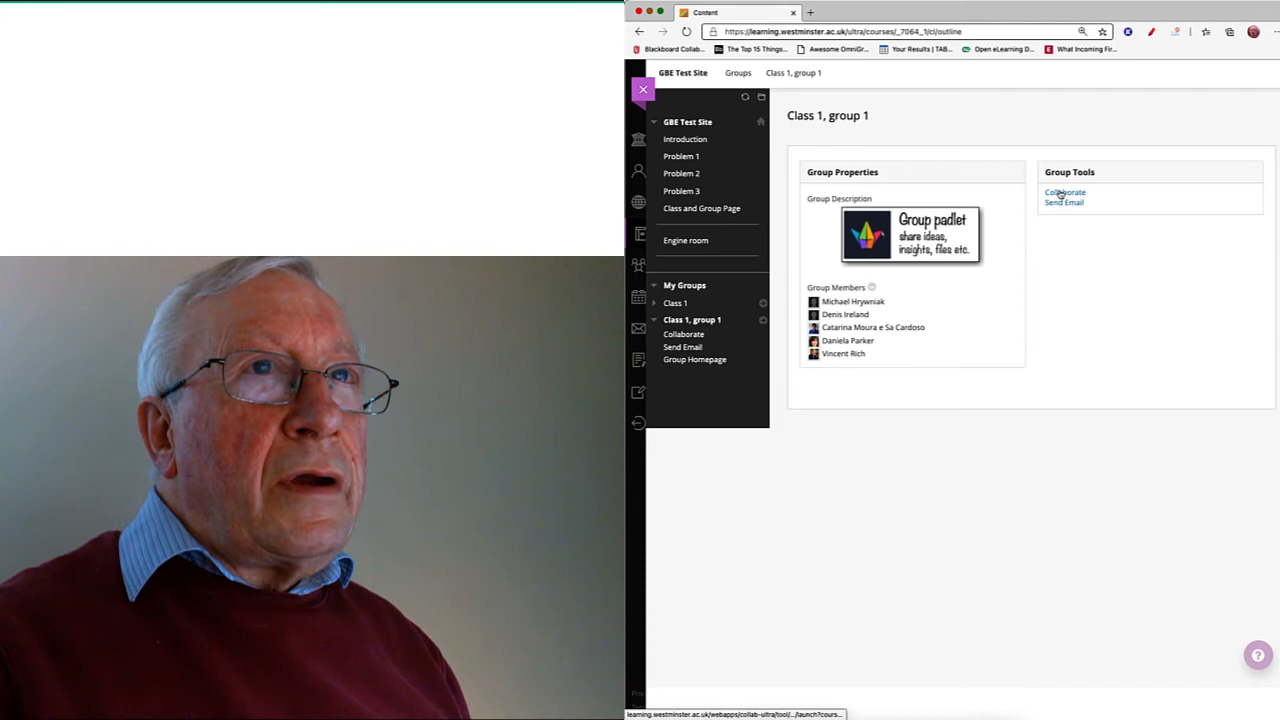 Content
https://learning.westminster.ac.uk/ultra/courses/_7064_1/cl/outline
Blackboard Collab...
The Top 15 Things...
Awesome OmniGr...
Your Results | TAB...
Open eLearning D...
What Incoming Fir...
GBE Test Site
Groups
Class 1, group 1
GBE Test Site
Introduction
Problem 1
Problem 2
Problem 3
Class and Group Page
Engine room
My Groups
Class 1
Class 1, group 1
Collaborate
Send Email
Group Homepage
Class 1, group 1
Group Properties
Group Description
Group padlet
share ideas,
insights, files etc.
Group Members
Michael Hrywniak
Denis Ireland
Catarina Moura e Sa Cardoso
Daniela Parker
Vincent Rich
Group Tools
Collaborate
Send Email
learning.westminster.ac.uk/webapps/collab-ultra/tool/.../launch?cours...